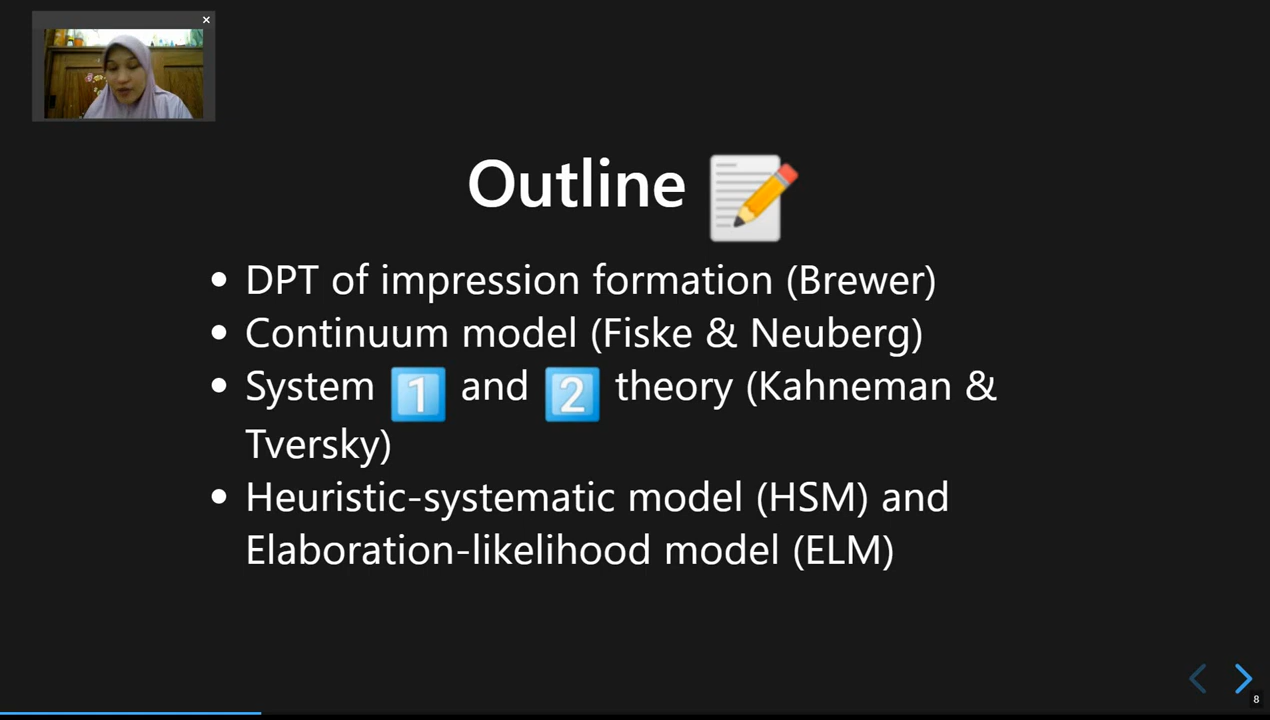 Outline
DPT of impression formation (Brewer)
Continuum model (Fiske & Neuberg)
System 1 and 2 theory (Kahneman &
Tversky)
Heuristic-systematic model (HSM) and
Elaboration-likelihood model (ELM)
8